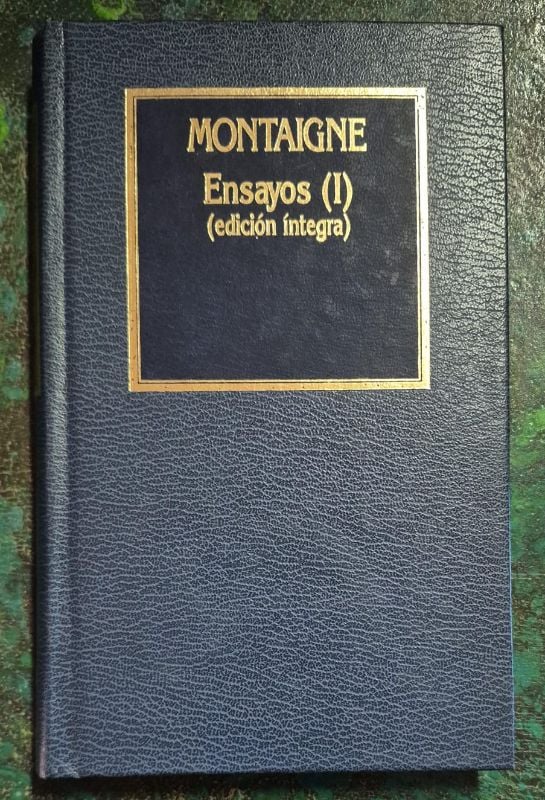 MONTAIGNE
Ensayos (I)
(edición íntegra)